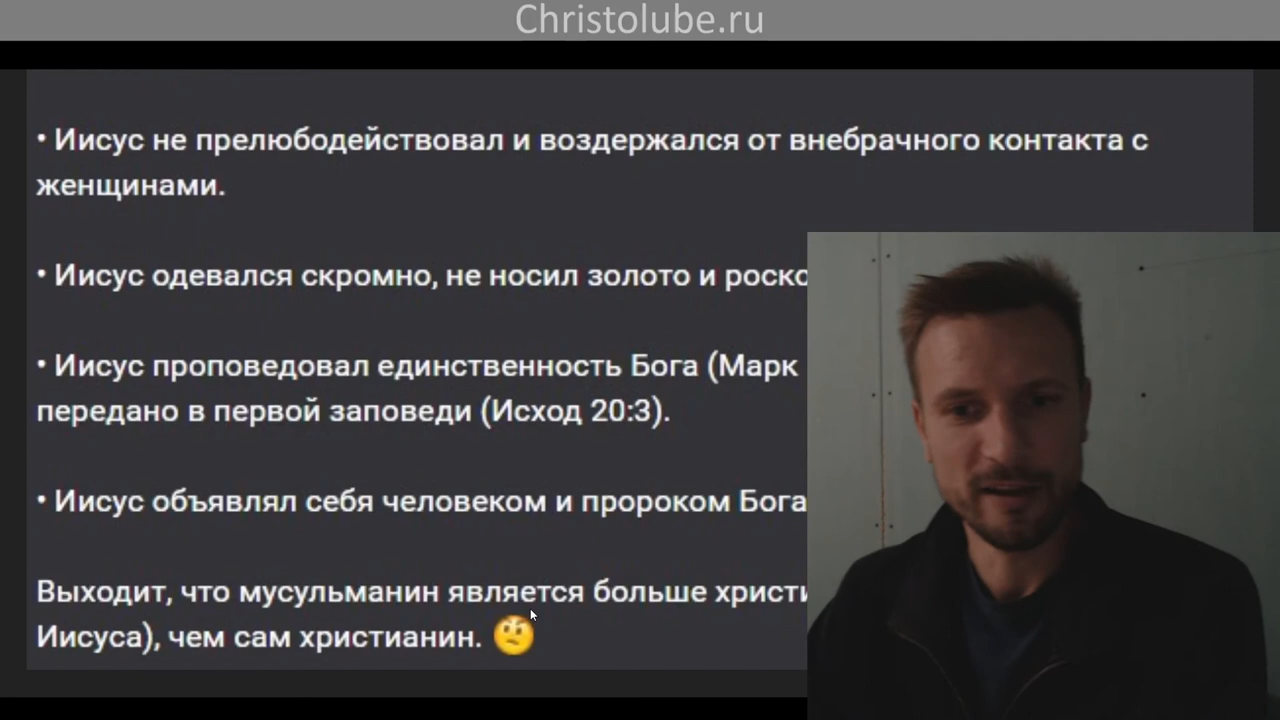 Christolube.ru
• Иисус не прелюбодействовал и воздержался от внебрачного контакта с
женщинами.
• Иисус одевался скромно, не носил золото и
• Иисус проповедовал единственность Бога (Марк
передано в первой заповеди (Исход 20:3).
• Иисус объявлял себя человеком и пророком Бога
Выходит, что мусульманин является больше
Иисуса), чем сам христианин.